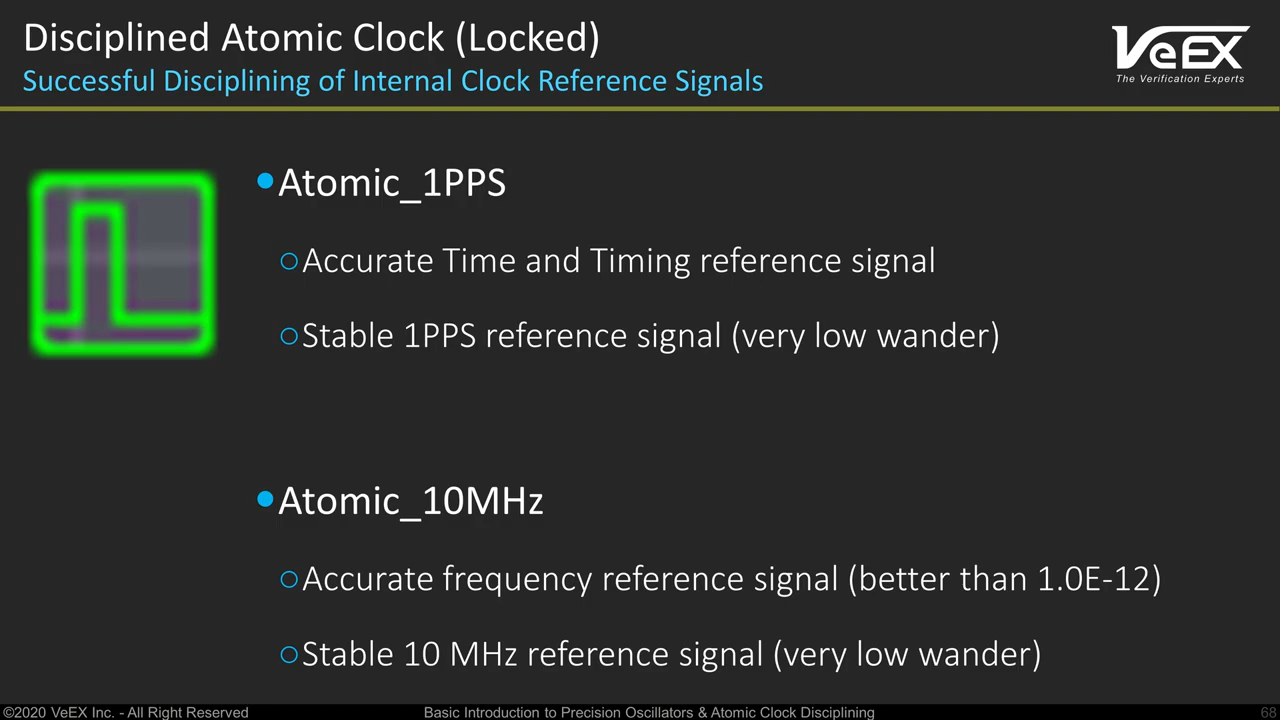 Disciplined Atomic Clock (Locked)
Successful Disciplining of Internal Clock Reference Signals
VeEX
The Verification Experts
•Atomic_1PPS
○Accurate Time and Timing reference signal
○Stable 1PPS reference signal (very low wander)
•Atomic_10MHz
○Accurate frequency reference signal (better than 1.0E-12)
○Stable 10 MHz reference signal (very low wander)
©2020 VeEX Inc. - All Right Reserved
Basic Introduction to Precision Oscillators & Atomic Clock Disciplining
68